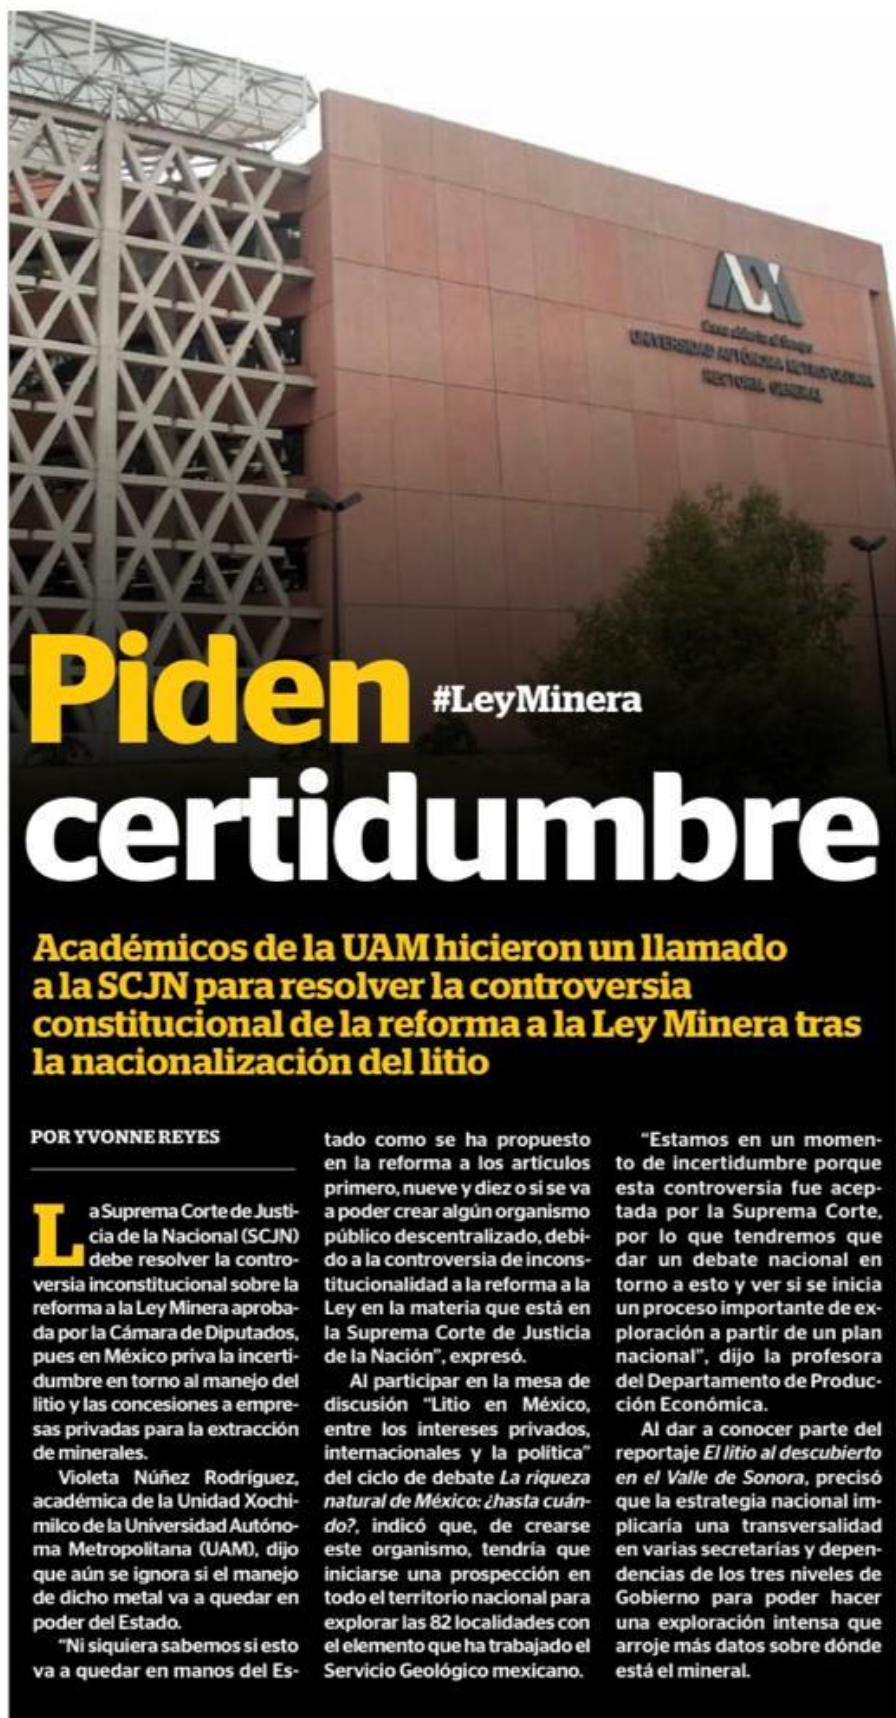 Casa abierta al tiempo
UNIVERSIDAD AUTÓNOMA METROPOLITANA
RECTORIA GENERAL
Piden
#LeyMinera
certidumbre
Académicos de la UAM hicieron un llamado
a la SCJN para resolver la controversia
constitucional de la reforma a la Ley Minera tras
la nacionalización del litio
POR YVONNE REYES
La Suprema Corte de Justi-
cia de la Nacional (SCJN)
debe resolver la contro-
versia inconstitucional sobre la
reforma a la Ley Minera aproba-
da por la Cámara de Diputados,
pues en México priva la incerti-
dumbre en torno al manejo del
litio y las concesiones a empre-
sas privadas para la extracción
de minerales.
Violeta Núñez Rodríguez,
académica de la Unidad Xochi-
milco de la Universidad Autóno-
ma Metropolitana (UAM), dijo
que aún se ignora si el manejo
de dicho metal va a quedar en
poder del Estado.
“Ni siquiera sabemos si esto
va a quedar en manos del Es-
tado como se ha propuesto
en la reforma a los artículos
primero, nueve y diez o si se va
a poder crear algún organismo
público descentralizado, debi-
do a la controversia de incons-
titucionalidad a la reforma a la
Ley en la materia que está en
la Suprema Corte de Justicia
de la Nación”, expresó.
Al participar en la mesa de
discusión “Litio en México,
entre los intereses privados,
internacionales y la política”
del ciclo de debate La riqueza
natural de México: ¿hasta cuán-
do?, indicó que, de crearse
este organismo, tendría que
iniciarse una prospección en
todo el territorio nacional para
explorar las 82 localidades con
el elemento que ha trabajado el
Servicio Geológico mexicano.
“Estamos en un momen-
to de incertidumbre porque
esta controversia fue acep-
tada por la Suprema Corte,
por lo que tendremos que
dar un debate nacional en
torno a esto y ver si se inicia
un proceso importante de ex-
ploración a partir de un plan
nacional”, dijo la profesora
del Departamento de Produc-
ción Económica.
Al dar a conocer parte del
reportaje El litio al descubierto
en el Valle de Sonora, precisó
que la estrategia nacional im-
plicaría una transversalidad
en varias secretarías y depen-
dencias de los tres niveles de
Gobierno para poder hacer
una exploración intensa que
arroje más datos sobre dónde
está el mineral.